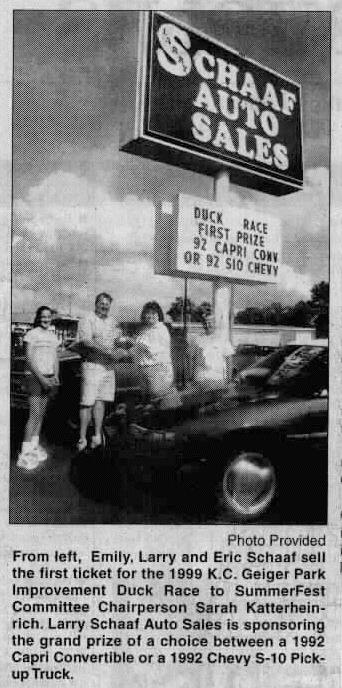 LARRY
SCHAAF
AUTO
SALES
DUCK RACE
FIRST PRIZE
92 CAPRI CONV
OR 92 S10 CHEVY
Photo Provided
From left, Emily, Larry and Eric Schaaf sell
the first ticket for the 1999 K.C. Geiger Park
Improvement Duck Race to SummerFest
Committee Chairperson Sarah Katterhein-
rich. Larry Schaaf Auto Sales is sponsoring
the grand prize of a choice between a 1992
Capri Convertible or a 1992 Chevy S-10 Pick-
up Truck.